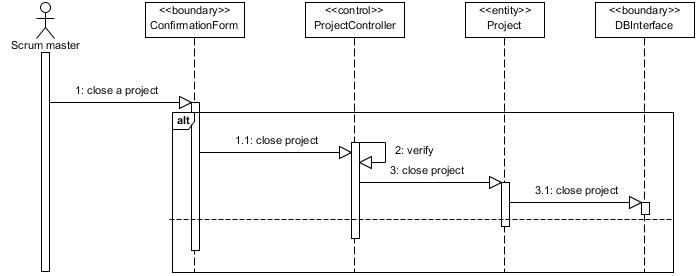 <<boundary>>
ConfirmationForm
<<control>>
ProjectController
<<entity>>
Project
<<boundary>>
DBInterface
Scrum master
1: close a project
alt
1.1: close project
2: verify
3: close project
3.1: close project